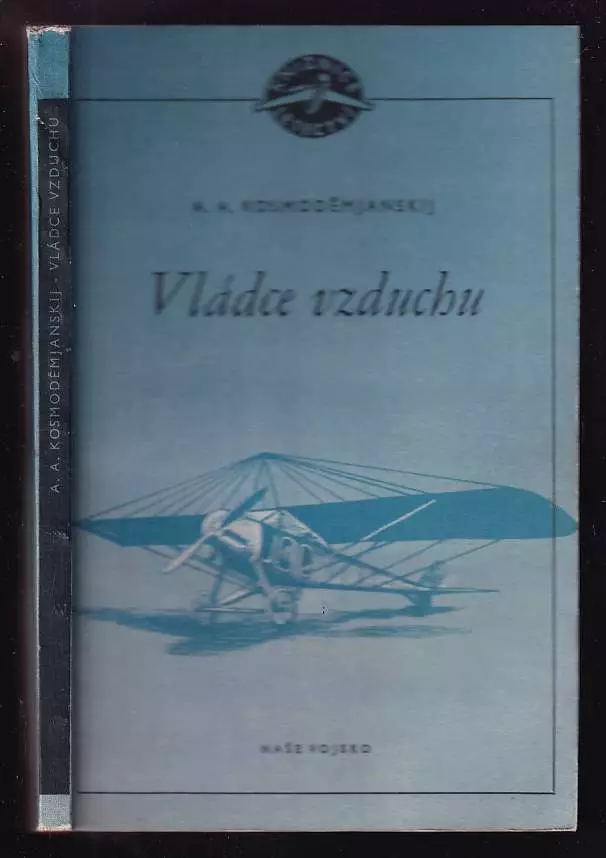 A. A. KOSMODĚMJANSKIJ - VLÁDCE VZDUCHU
A. A. KOSMODĚMJANSKIJ
Vládce vzduchu
NAŠE VOJSKO